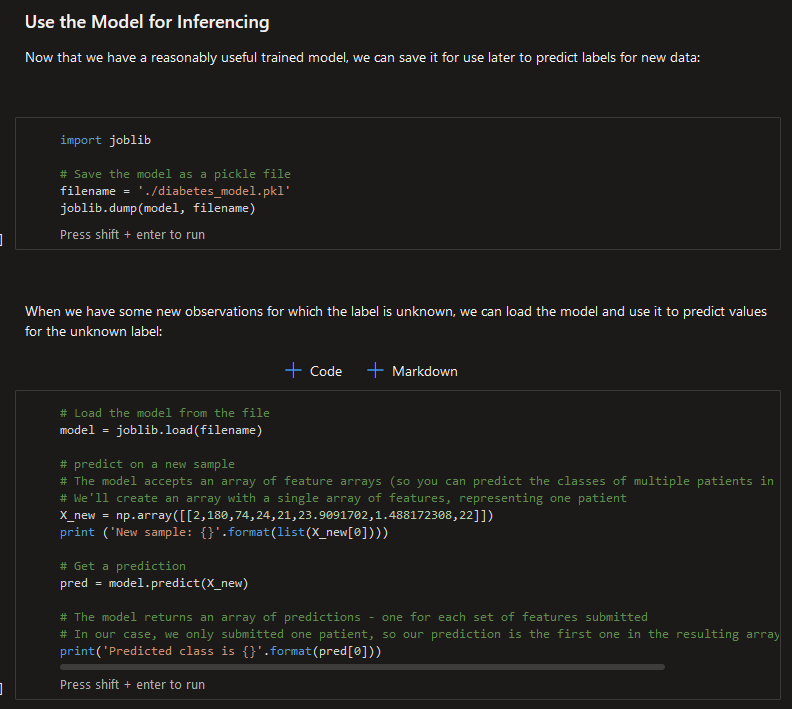 Use the Model for Inferencing
Now that we have a reasonably useful trained model, we can save it for use later to predict labels for new data:
import joblib
# Save the model as a pickle file
filename = './diabetes_model.pkl'
joblib.dump(model, filename)
]
Press shift + enter to run
When we have some new observations for which the label is unknown, we can load the model and use it to predict values
for the unknown label:
+ Code + Markdown
# Load the model from the file
model = joblib.load(filename)
# predict on a new sample
# The model accepts an array of feature arrays (so you can predict the classes of multiple patients in
# We'll create an array with a single array of features, representing one patient
X_new = np.array([[2,180,74,24,21,23.9091702,1.488172308,22]])
print ('New sample: {}'.format(list(X_new[0])))
# Get a prediction
pred = model.predict(X_new)
# The model returns an array of predictions - one for each set of features submitted
# In our case, we only submitted one patient, so our prediction is the first one in the resulting array
print('Predicted class is {}'.format(pred[0]))
]
Press shift + enter to run